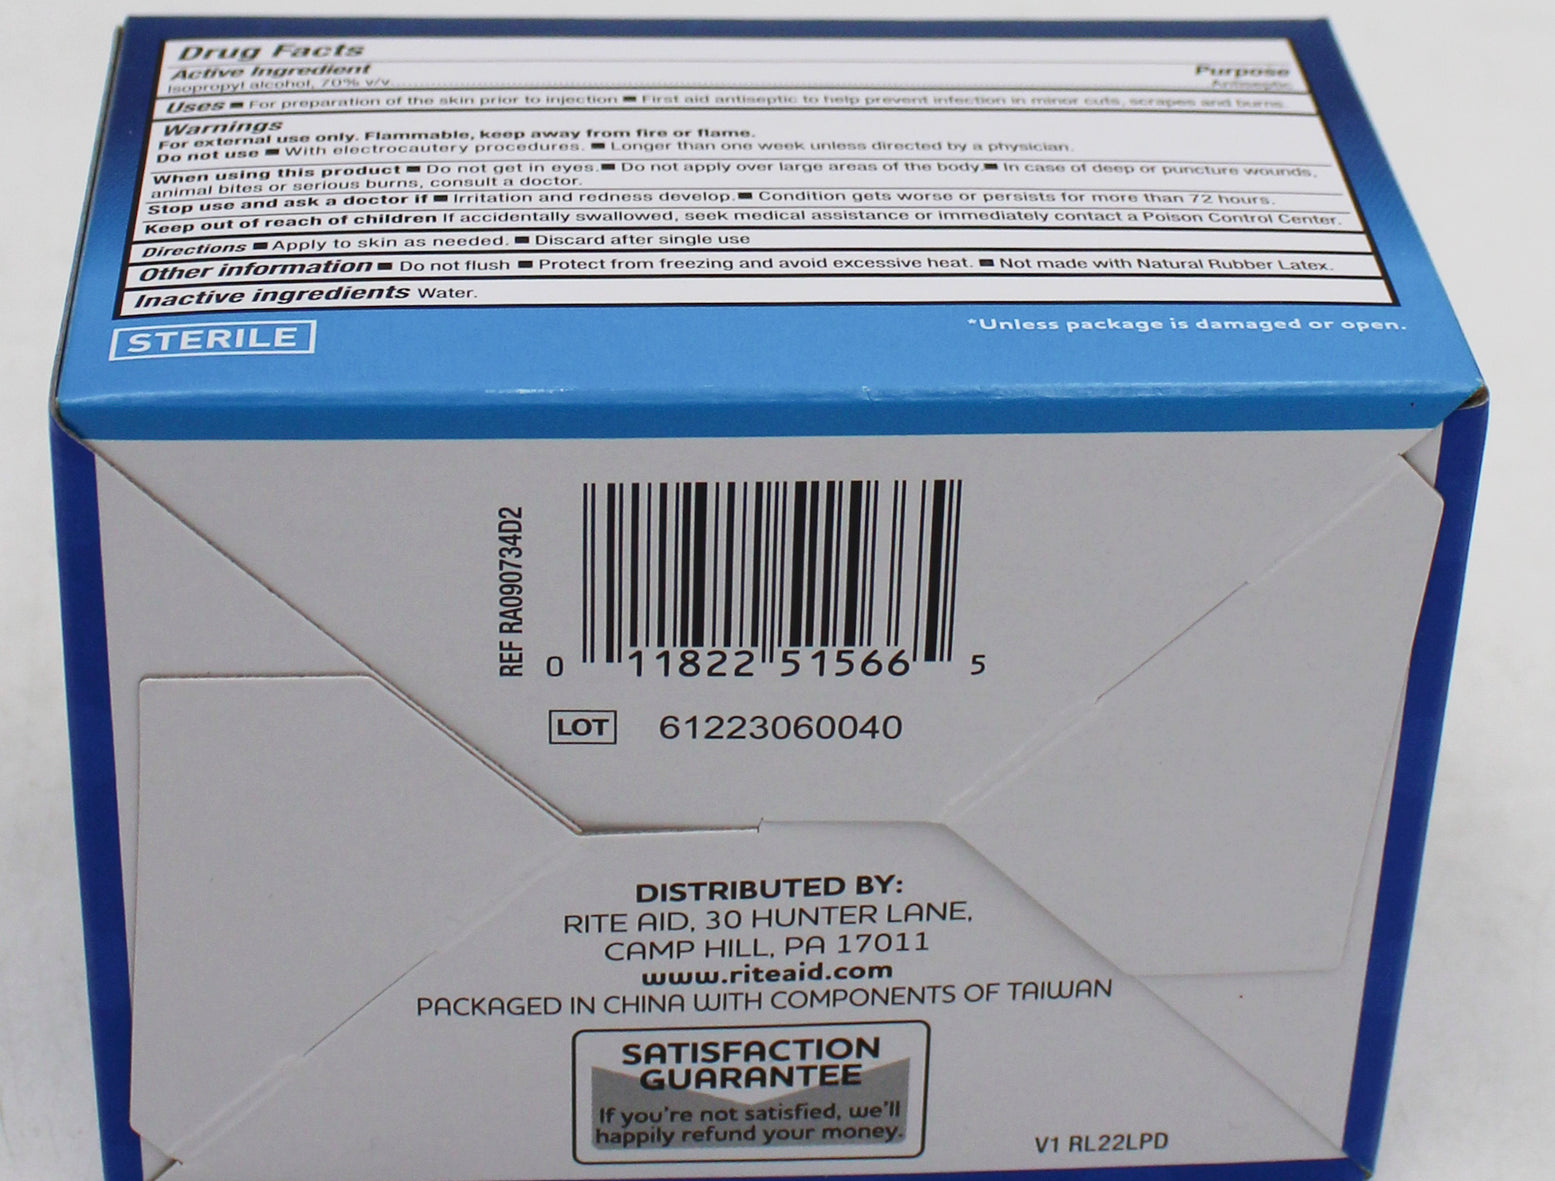 Drug Facts
Active Ingredient Purpose
Isopropyl alcohol, 70% v/v Antiseptic
Uses ■ For preparation of the skin prior to injection ■ First aid antiseptic to help prevent infection in minor cuts, scrapes and burns.
Warnings
For external use only. Flammable, keep away from fire or flame.
Do not use ■ With electrocautery procedures. ■ Longer than one week unless directed by a physician.
When using this product ■ Do not get in eyes. ■ Do not apply over large areas of the body. ■ In case of deep or puncture wounds,
animal bites or serious burns, consult a doctor.
Stop use and ask a doctor if ■ Irritation and redness develop. ■ Condition gets worse or persists for more than 72 hours.
Keep out of reach of children If accidentally swallowed, seek medical assistance or immediately contact a Poison Control Center.
Directions ■ Apply to skin as needed. ■ Discard after single use
Other information ■ Do not flush ■ Protect from freezing and avoid excessive heat. ■ Not made with Natural Rubber Latex.
Inactive ingredients Water.
STERILE
*Unless package is damaged or open.
REF RA090734D2
0 11822 51566 5
LOT 61223060040
DISTRIBUTED BY:
RITE AID, 30 HUNTER LANE,
CAMP HILL, PA 17011
www.riteaid.com
PACKAGED IN CHINA WITH COMPONENTS OF TAIWAN
SATISFACTION
GUARANTEE
If you're not satisfied, we'll
happily refund your money.
V1 RL22LPD